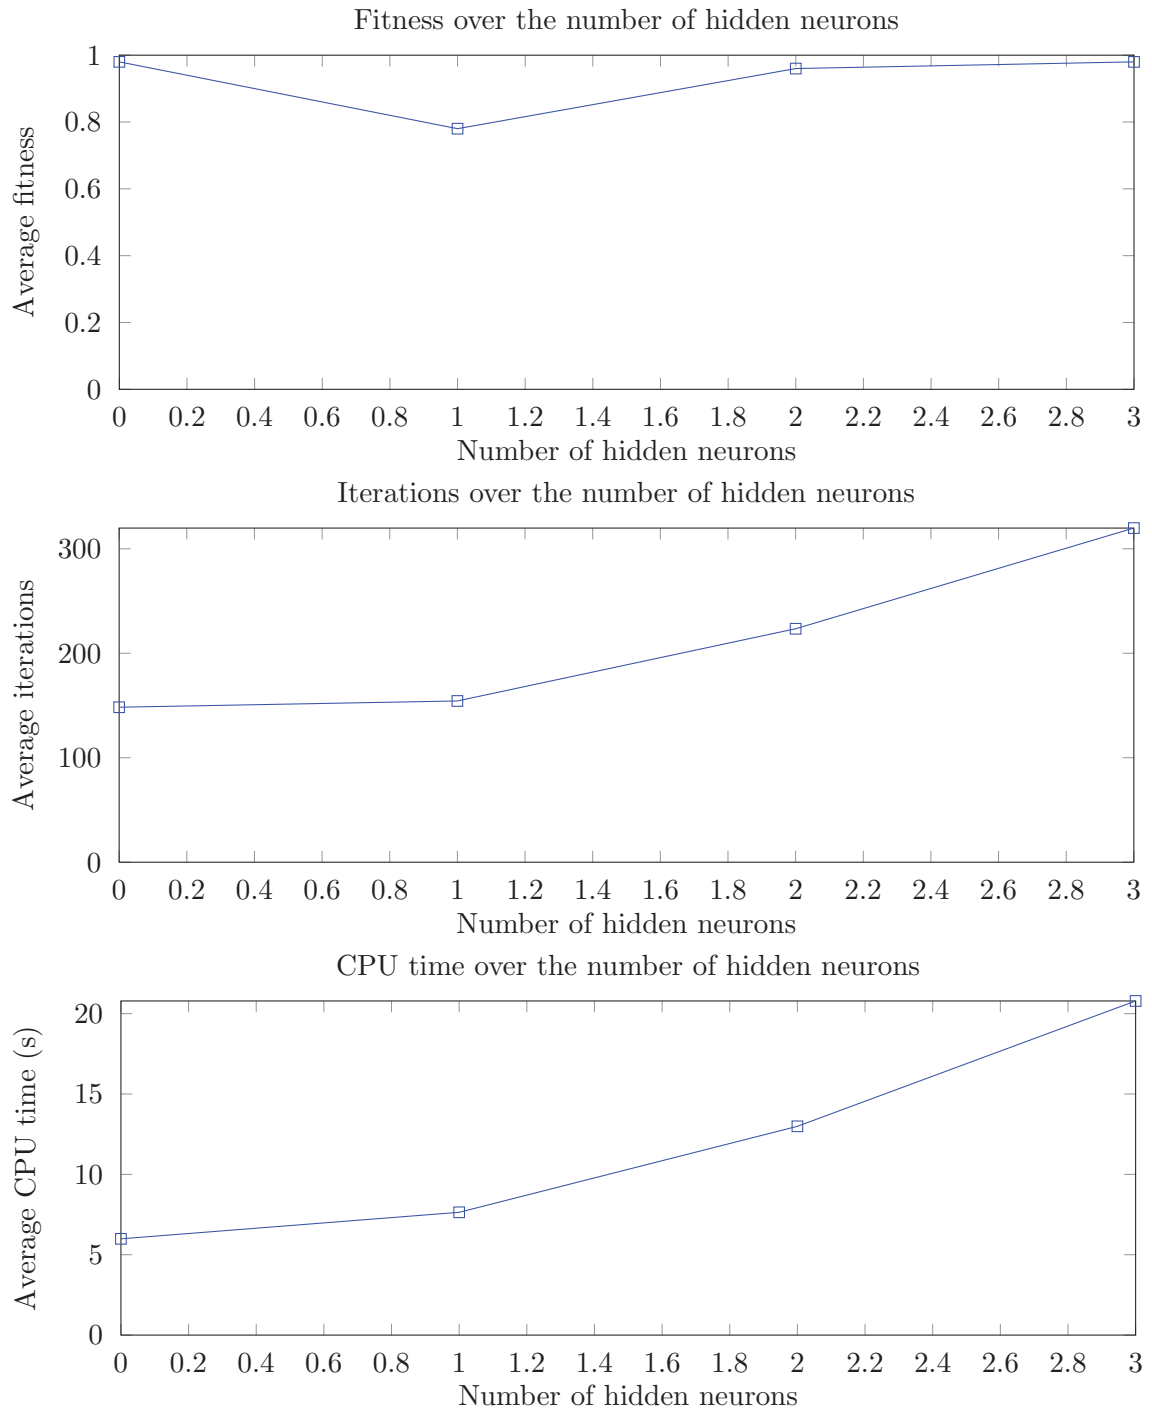 Fitness over the number of hidden neurons
1
0.8
0.6
0.4
0.2
0
Average fitness
0 0.2 0.4 0.6 0.8 1 1.2 1.4 1.6 1.8 2 2.2 2.4 2.6 2.8 3
Number of hidden neurons
Iterations over the number of hidden neurons
300
200
100
0
Average iterations
0 0.2 0.4 0.6 0.8 1 1.2 1.4 1.6 1.8 2 2.2 2.4 2.6 2.8 3
Number of hidden neurons
CPU time over the number of hidden neurons
20
15
10
5
0
Average CPU time (s)
0 0.2 0.4 0.6 0.8 1 1.2 1.4 1.6 1.8 2 2.2 2.4 2.6 2.8 3
Number of hidden neurons